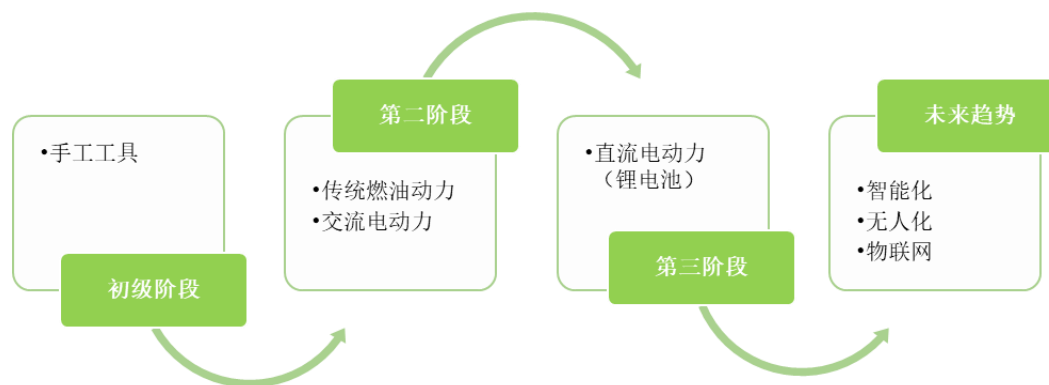 •手工工具
初级阶段
第二阶段
•传统燃油动力
•交流电动力
•直流电动力
（锂电池）
第三阶段
未来趋势
•智能化
•无人化
•物联网